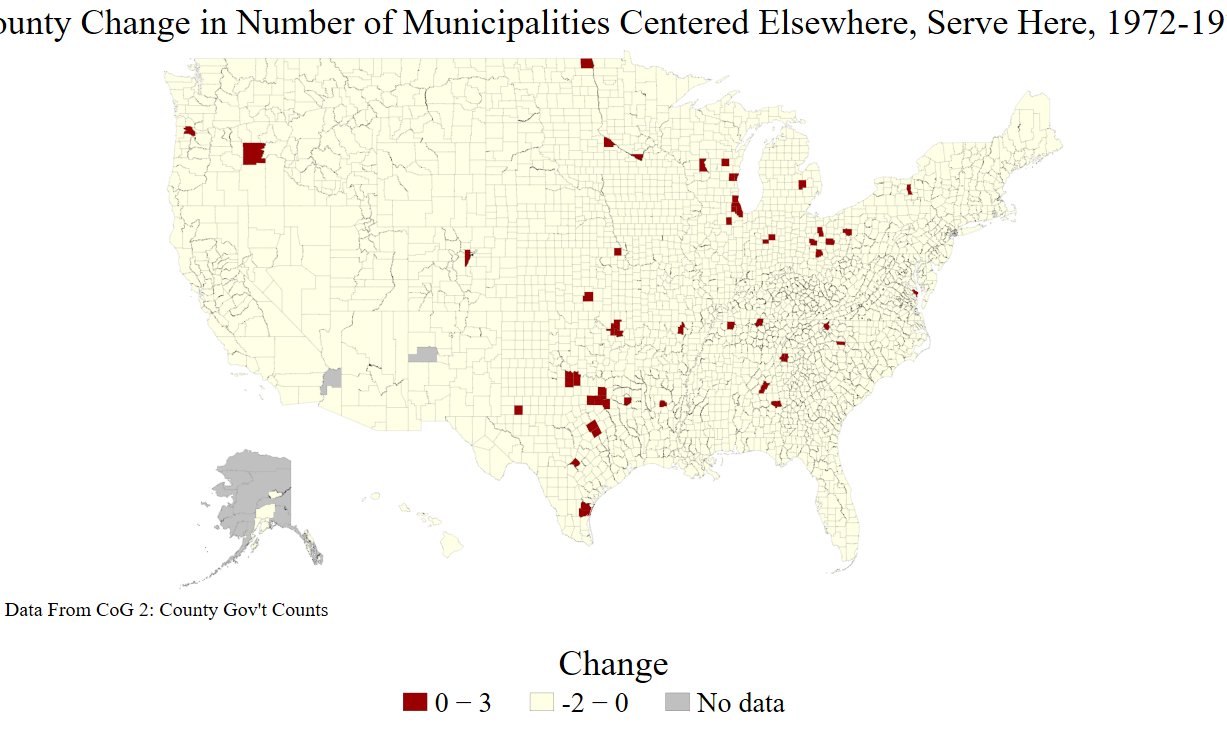 ounty Change in Number of Municipalities Centered Elsewhere, Serve Here, 1972-19
Data From CoG 2: County Gov't Counts
Change
0 − 3
-2 − 0
No data